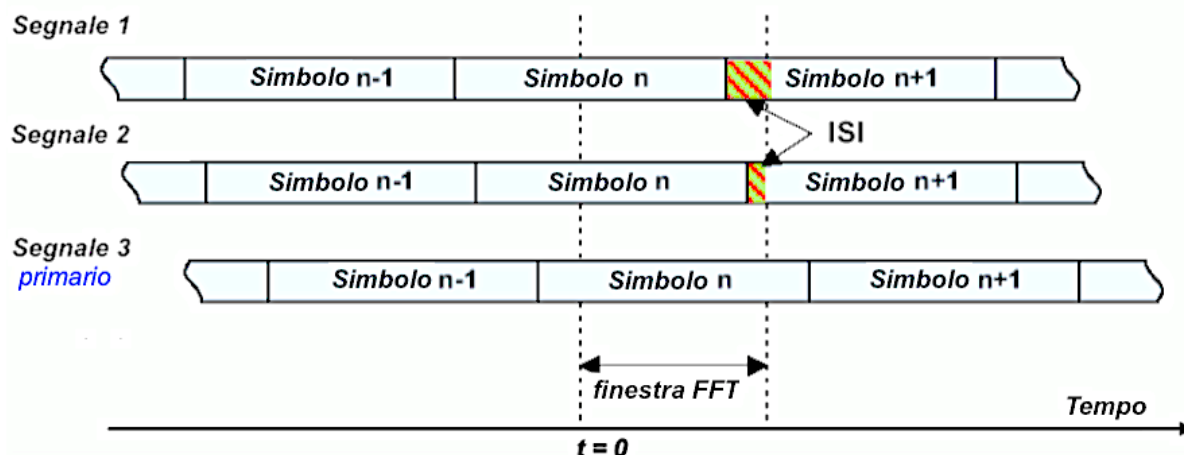 Segnale 1
Simbolo n-1 Simbolo n Simbolo n+1
Segnale 2
ISI
Simbolo n-1 Simbolo n Simbolo n+1
Segnale 3
primario
Simbolo n-1 Simbolo n Simbolo n+1
finestra FFT
Tempo
t = 0